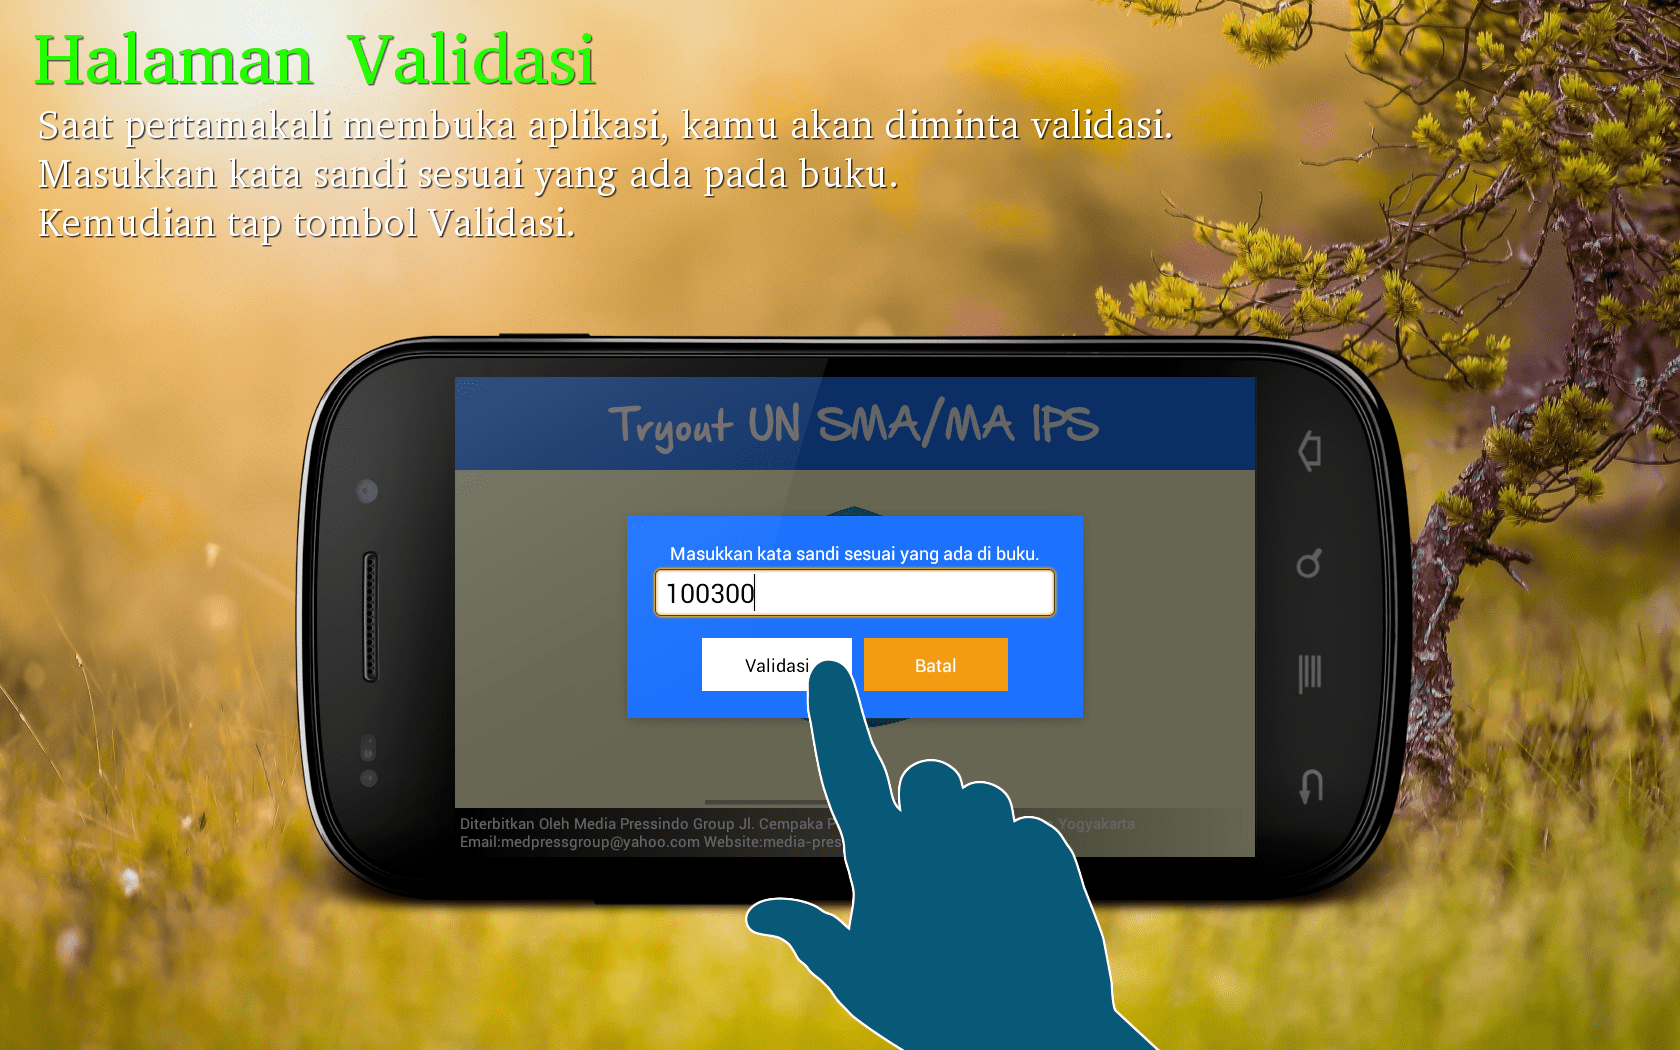 Halaman Validasi
Saat pertamakali membuka aplikasi, kamu akan diminta validasi.
Masukkan kata sandi sesuai yang ada pada buku.
Kemudian tap tombol Validasi.
Tryout UN SMA/MA IPS
Masukkan kata sandi sesuai yang ada di buku.
100300
Validasi Batal
Diterbitkan Oleh Media Pressindo Group Jl. Cempaka Yogyakarta
Email:medpressgroup@yahoo.com Website:media-pres